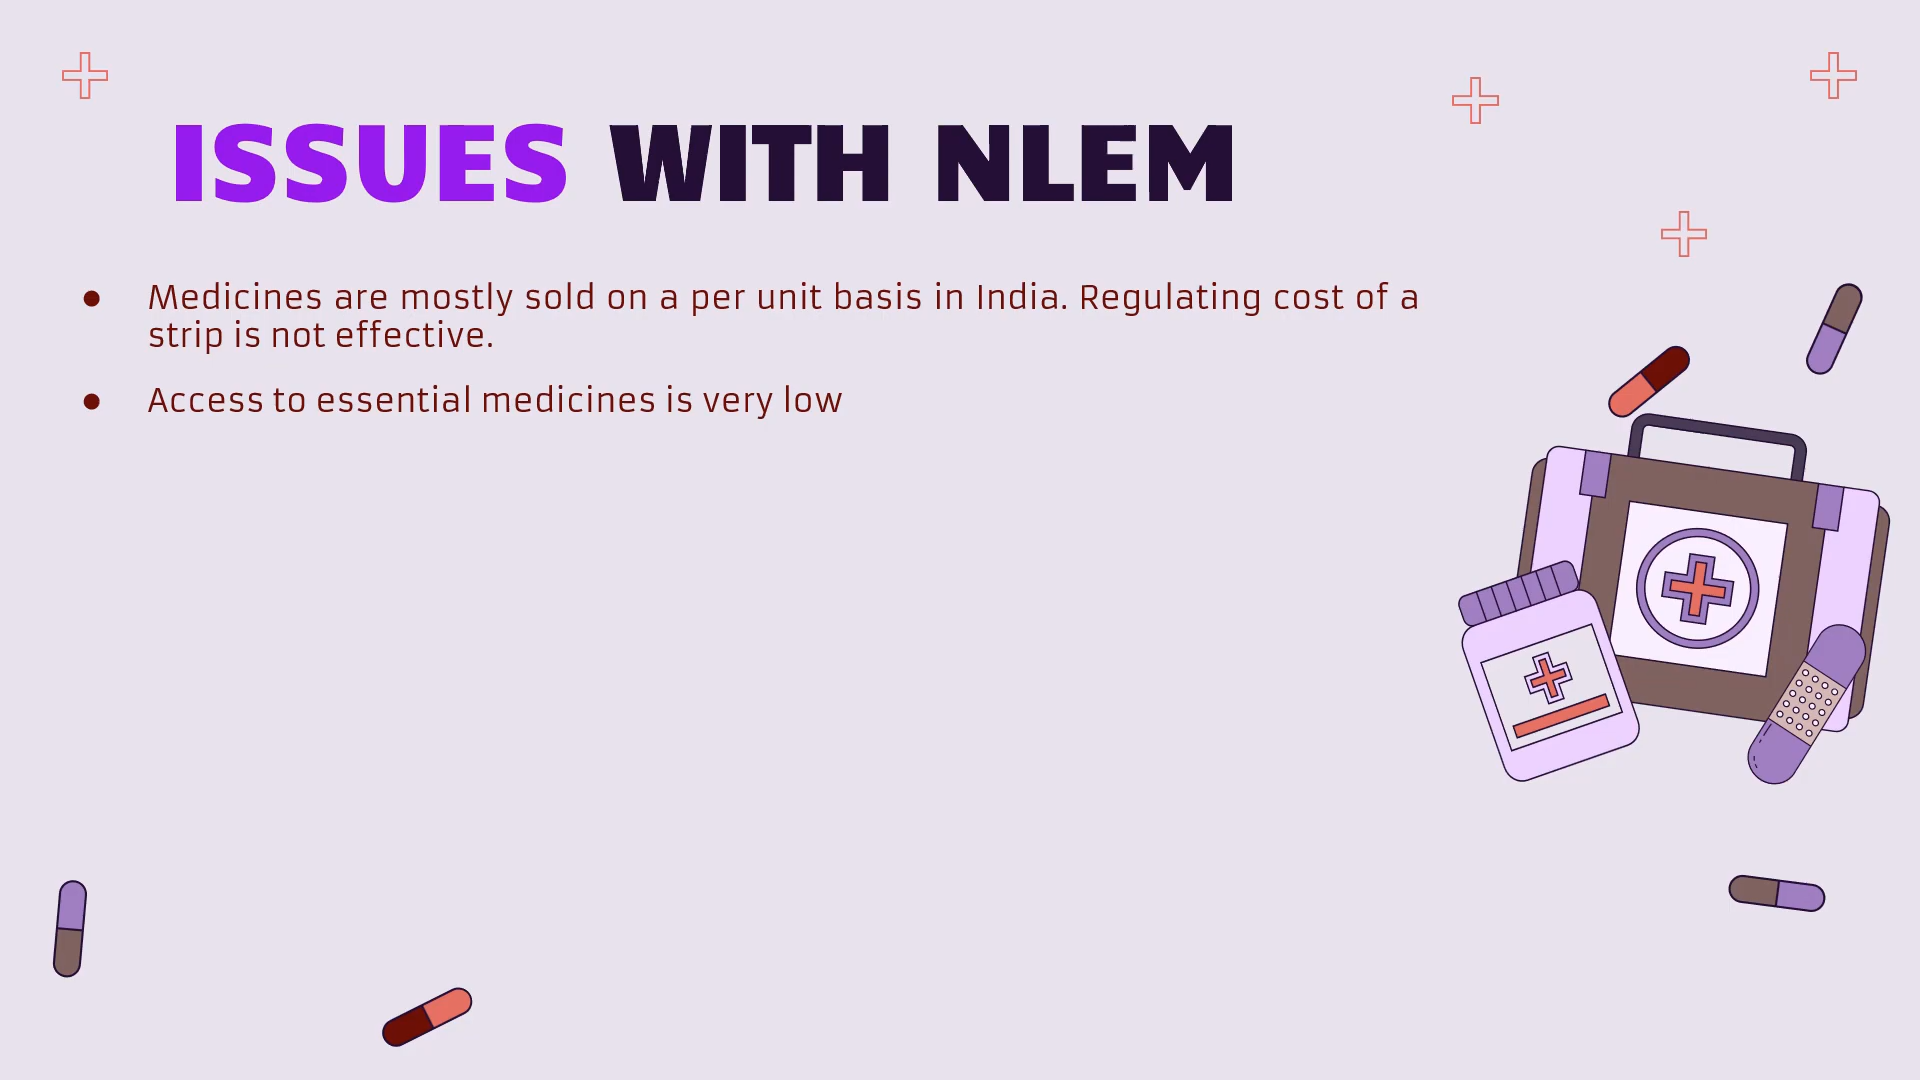 ISSUES WITH NLEM
● Medicines are mostly sold on a per unit basis in India. Regulating cost of a
strip is not effective.
● Access to essential medicines is very low